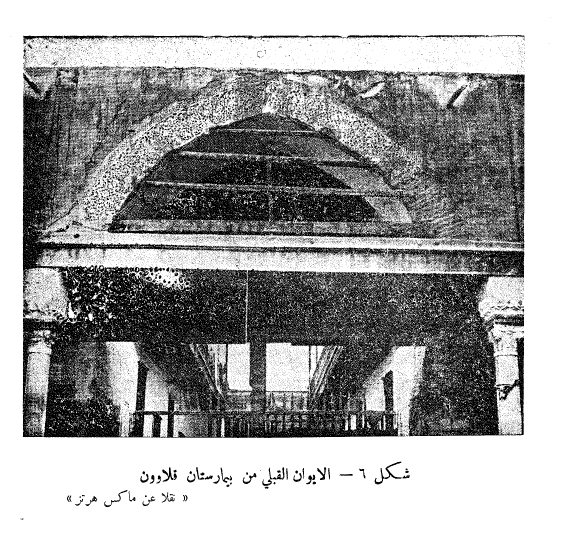 شكل ٦ — الايوان القبلي من بيمارستان قلاوون
« نقلا عن ماكس هرتز »